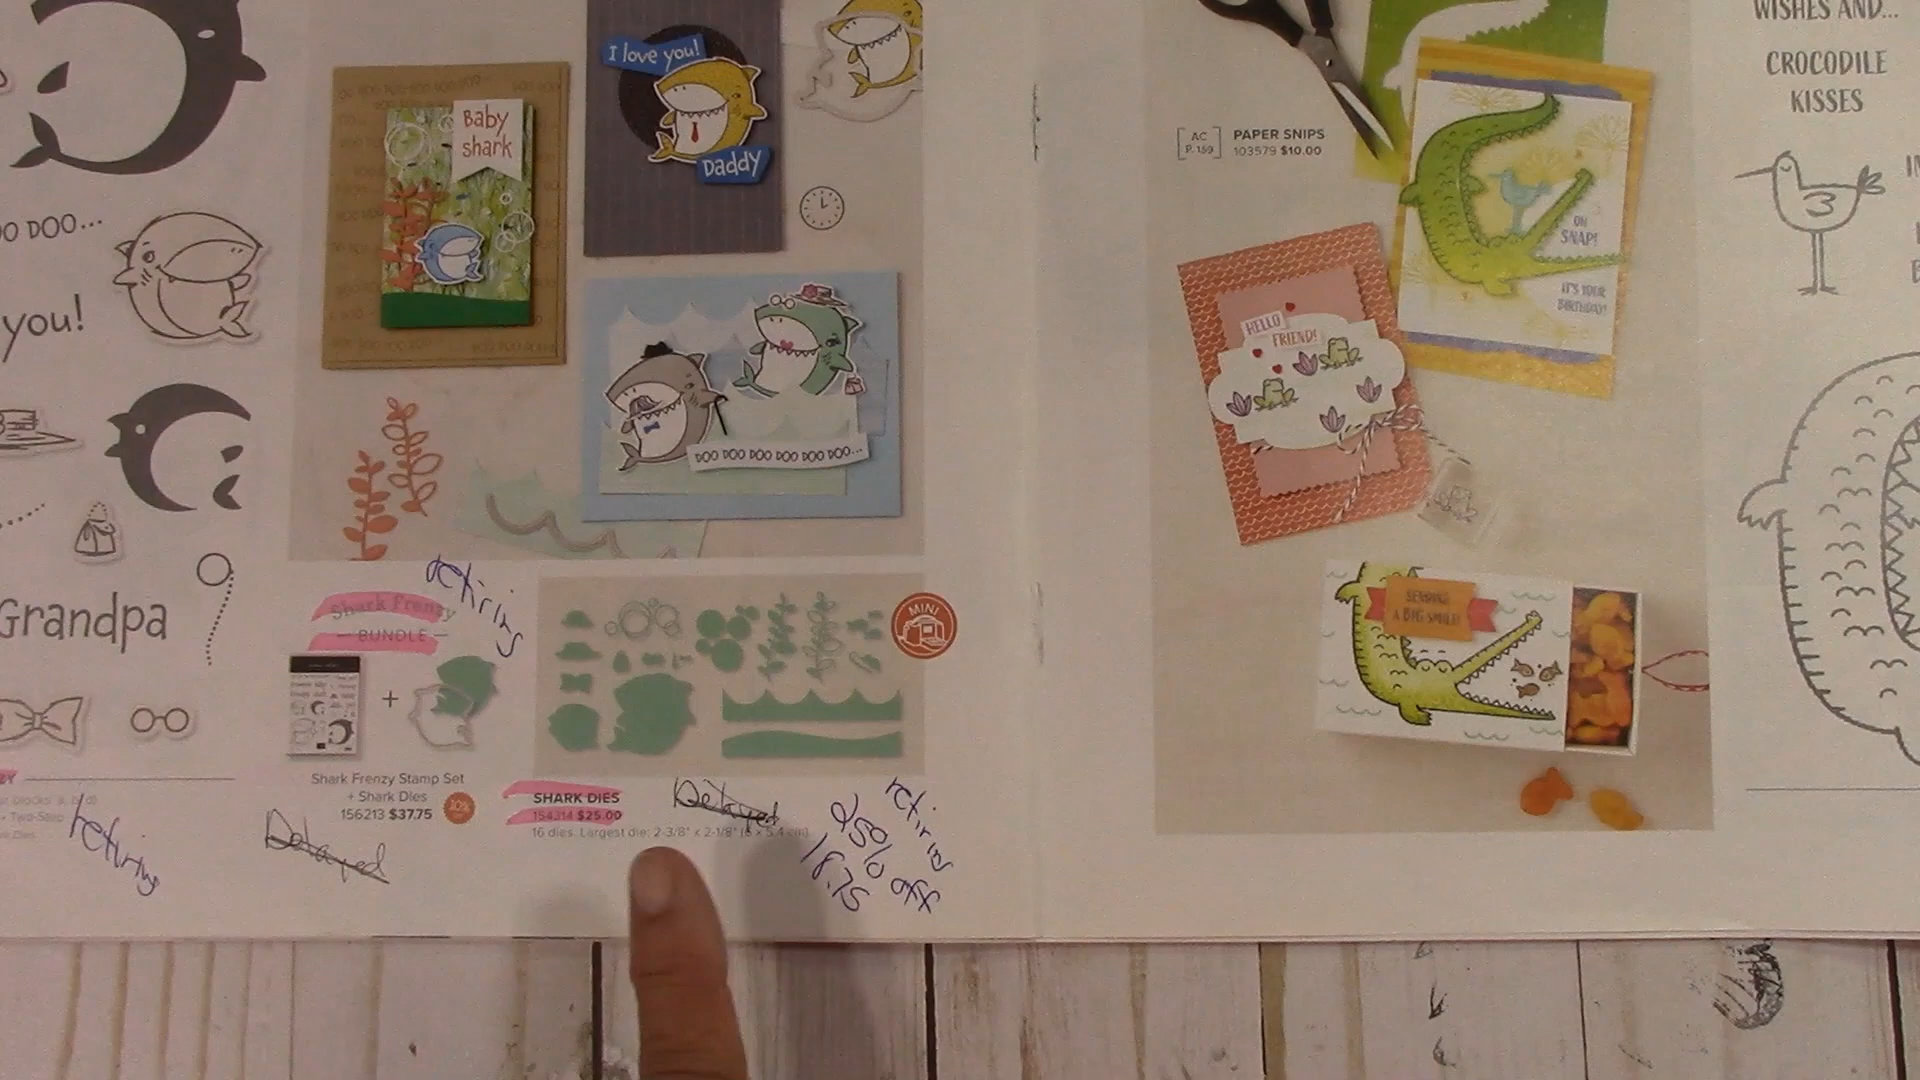 DOO...
you!
Grandpa
retiring
Baby
shark
I love you!
Daddy
DOO DOO DOO DOO DOO DOO...
retiring
Shark Frenzy
BUNDLE
Shark Frenzy Stamp Set
+ Shark Dies
156213 $37.75
10%
Delayed
MINI
SHARK DIES
154314 $25.00
16 dies. Largest die: 2-3/8" x 2-1/8"
Delayed
retiring
25% off
18.75
AC
P. 159
PAPER SNIPS
103579 $10.00
OH
SNAP!
IT'S YOUR
BIRTHDAY!
HELLO
FRIEND!
SENDING
A BIG SMILE!
WISHES AND...
CROCODILE
KISSES